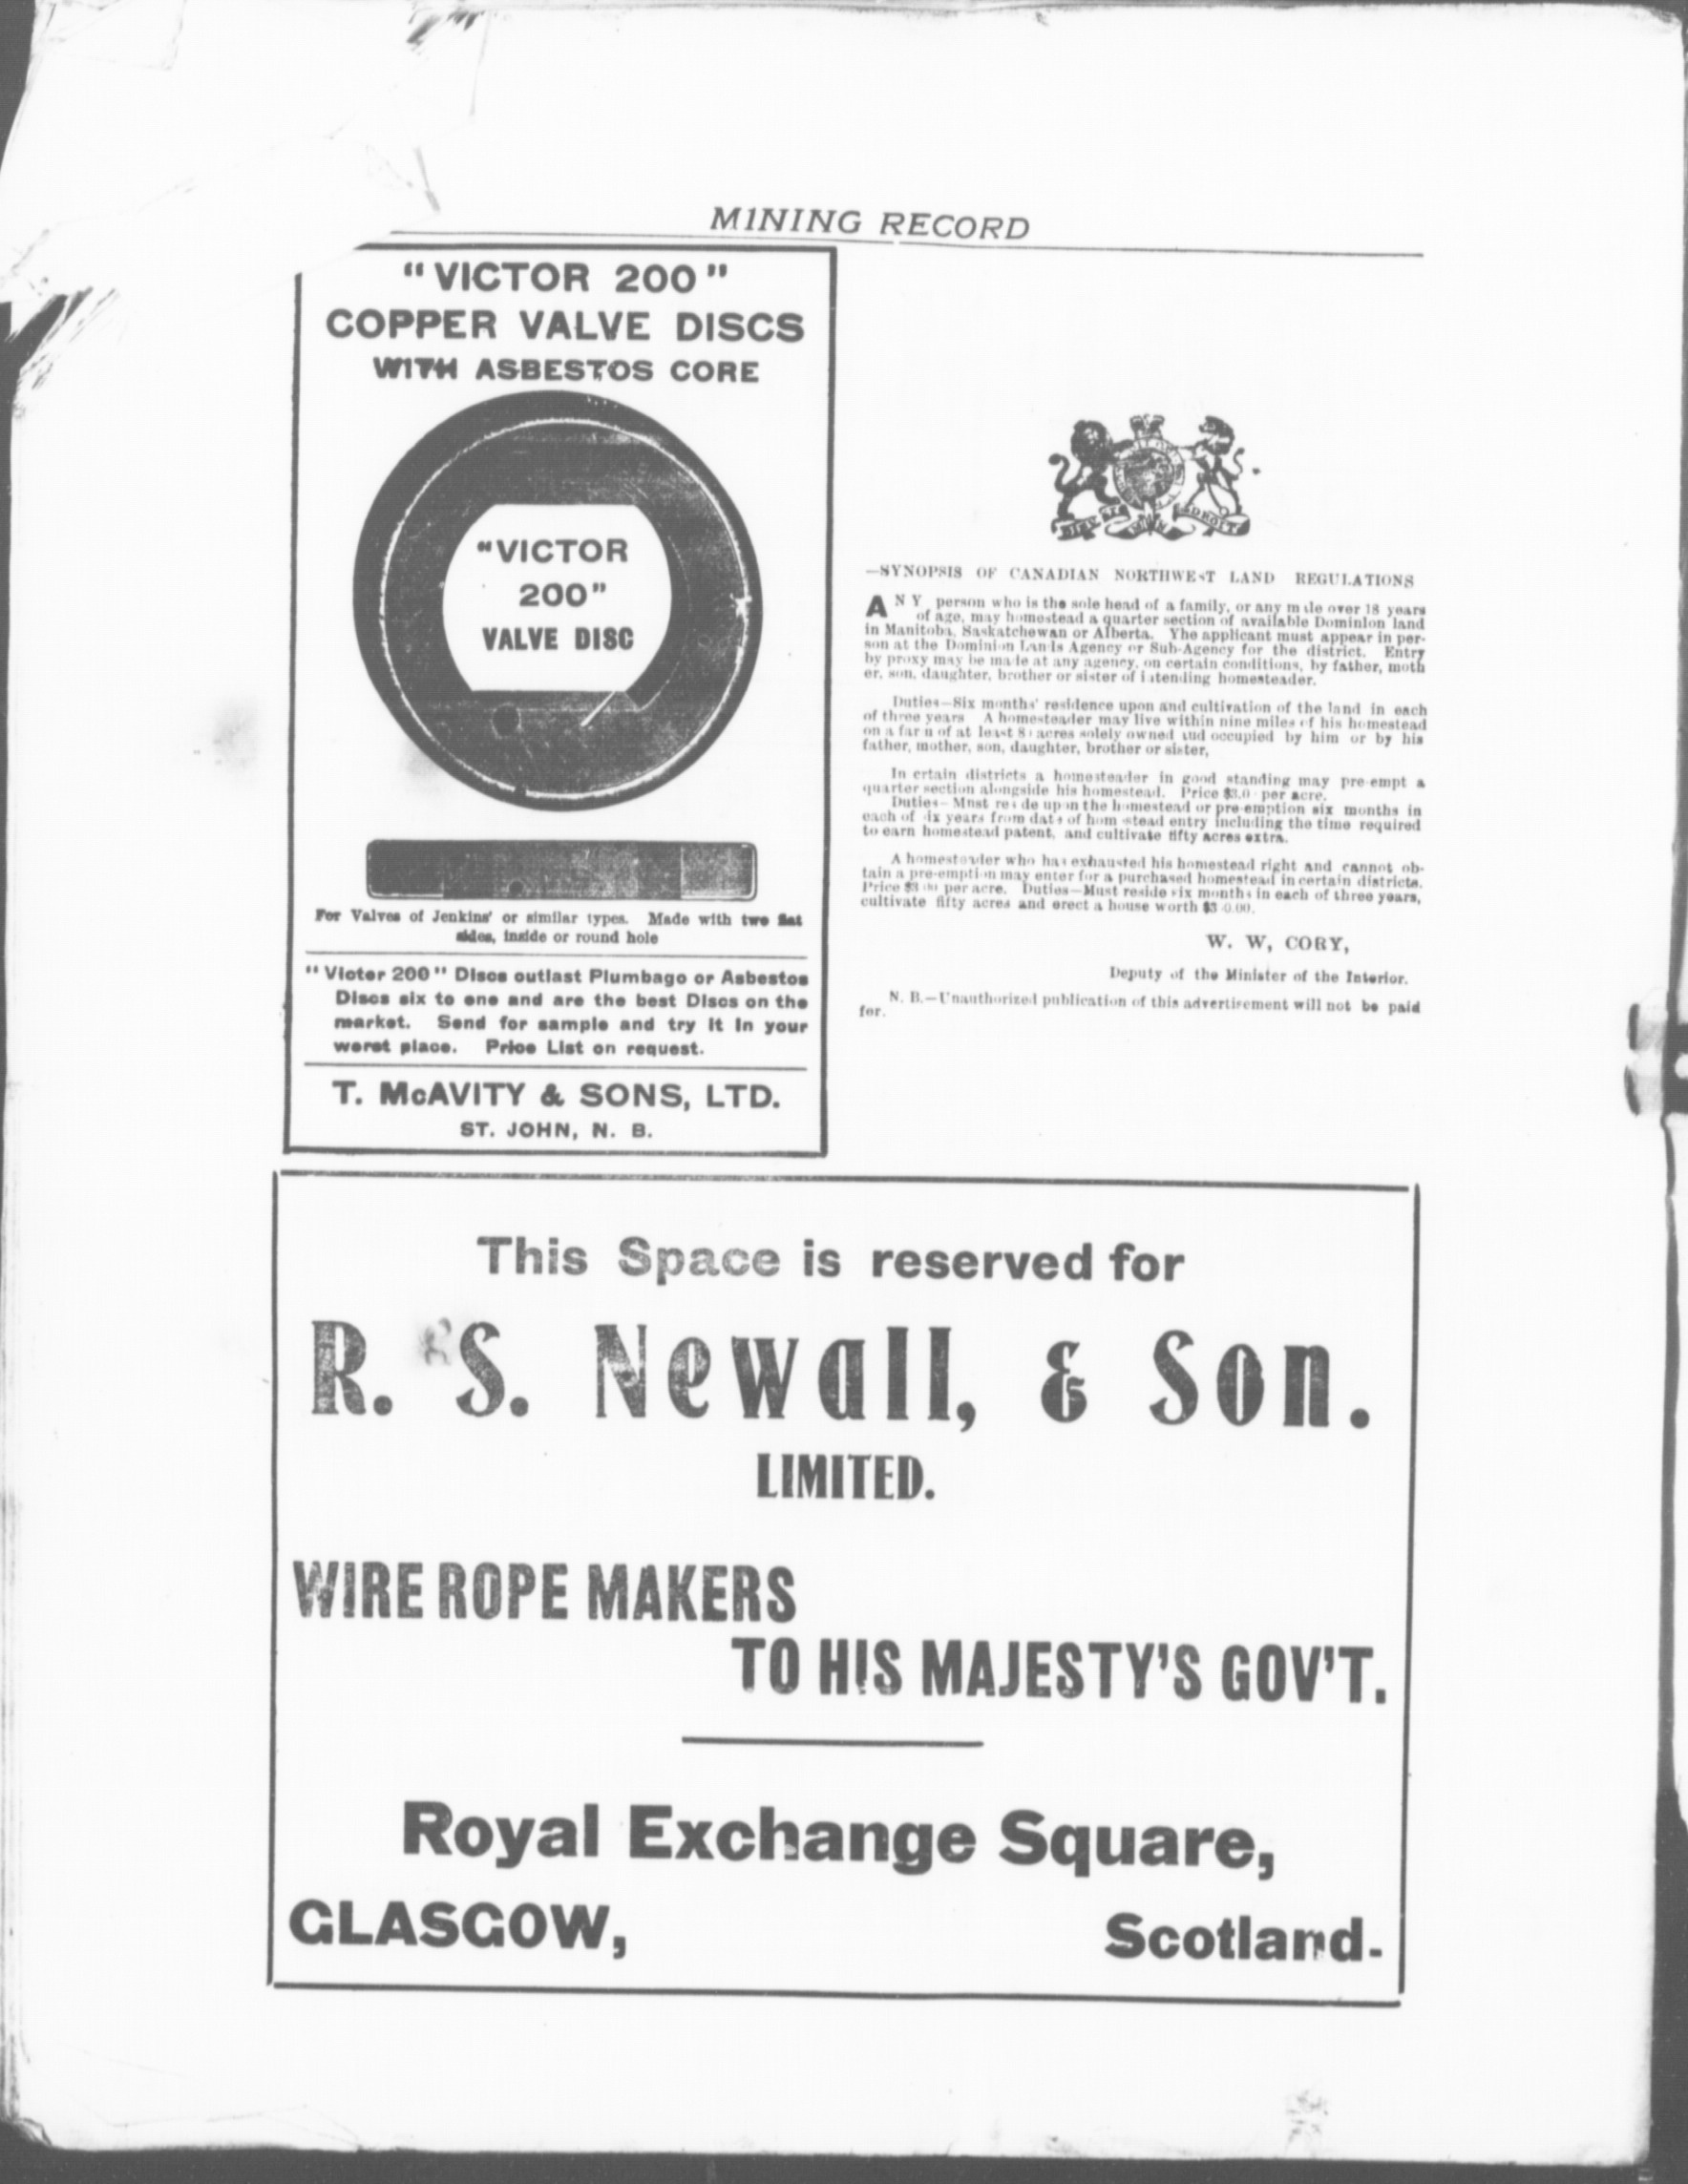 MINING RECORD
"VICTOR 200"
COPPER VALVE DISCS
WITH ASBESTOS CORE
"VICTOR
200"
VALVE DISC
For Valves of Jenkins' or similar types. Made with two flat
sides, inside or round hole
"Victor 200" Discs outlast Plumbago or Asbestos
Discs six to one and are the best Discs on the
market. Send for sample and try it in your
worst place. Price List on request.
T. McAVITY & SONS, LTD.
ST. JOHN, N. B.
DIEU ET MON DROIT
—SYNOPSIS OF CANADIAN NORTHWEST LAND REGULATIONS
ANY person who is the sole head of a family, or any male over 18 years
of age, may homestead a quarter section of available Dominion land
in Manitoba, Saskatchewan or Alberta. Yhe applicant must appear in per-
son at the Dominion Lands Agency or Sub-Agency for the district. Entry
by proxy may be made at any agency, on certain conditions, by father, moth
er, son, daughter, brother or sister of intending homesteader.
Duties—Six months' residence upon and cultivation of the land in each
of three years A homesteader may live within nine miles of his homestead
on a farm of at least 8 acres solely owned and occupied by him or by his
father, mother, son, daughter, brother or sister,
In certain districts a homesteader in good standing may pre-empt a
quarter section alongside his homestead. Price $3.0 per acre.
Duties—Must reside upon the homestead or pre-emption six months in
each of six years from date of homestead entry including the time required
to earn homestead patent, and cultivate fifty acres extra.
A homesteader who has exhausted his homestead right and cannot ob-
tain a pre-emption may enter for a purchased homestead in certain districts.
Price $3.00 per acre. Duties—Must reside six months in each of three years,
cultivate fifty acres and erect a house worth $3 0.00.
W. W, CORY,
Deputy of the Minister of the Interior.
N. B.—Unauthorized publication of this advertisement will not be paid
for.
This Space is reserved for
R. S. Newall, & Son.
LIMITED.
WIRE ROPE MAKERS
TO HIS MAJESTY'S GOV'T.
Royal Exchange Square,
GLASGOW, Scotland.